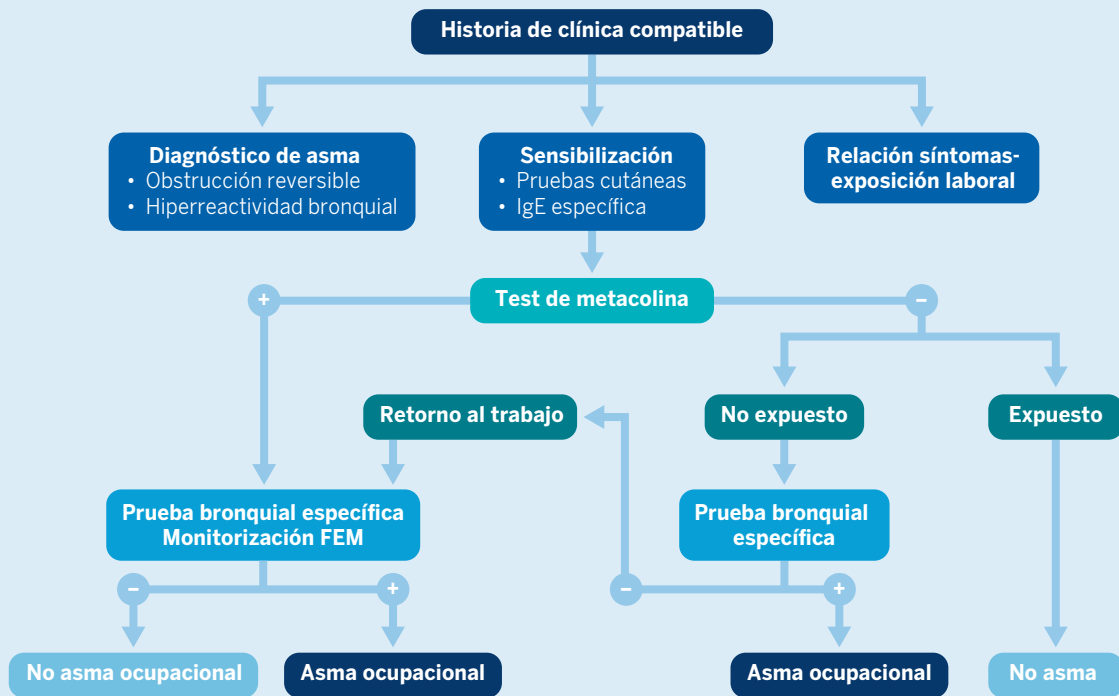 Historia de clínica compatible
Diagnóstico de asma
• Obstrucción reversible
• Hiperreactividad bronquial
Sensibilización
• Pruebas cutáneas
• IgE específica
Relación síntomas-
exposición laboral
Test de metacolina
+
−
Retorno al trabajo
No expuesto
Expuesto
Prueba bronquial específica
Monitorización FEM
Prueba bronquial
específica
−
+
−
+
No asma ocupacional
Asma ocupacional
Asma ocupacional
No asma